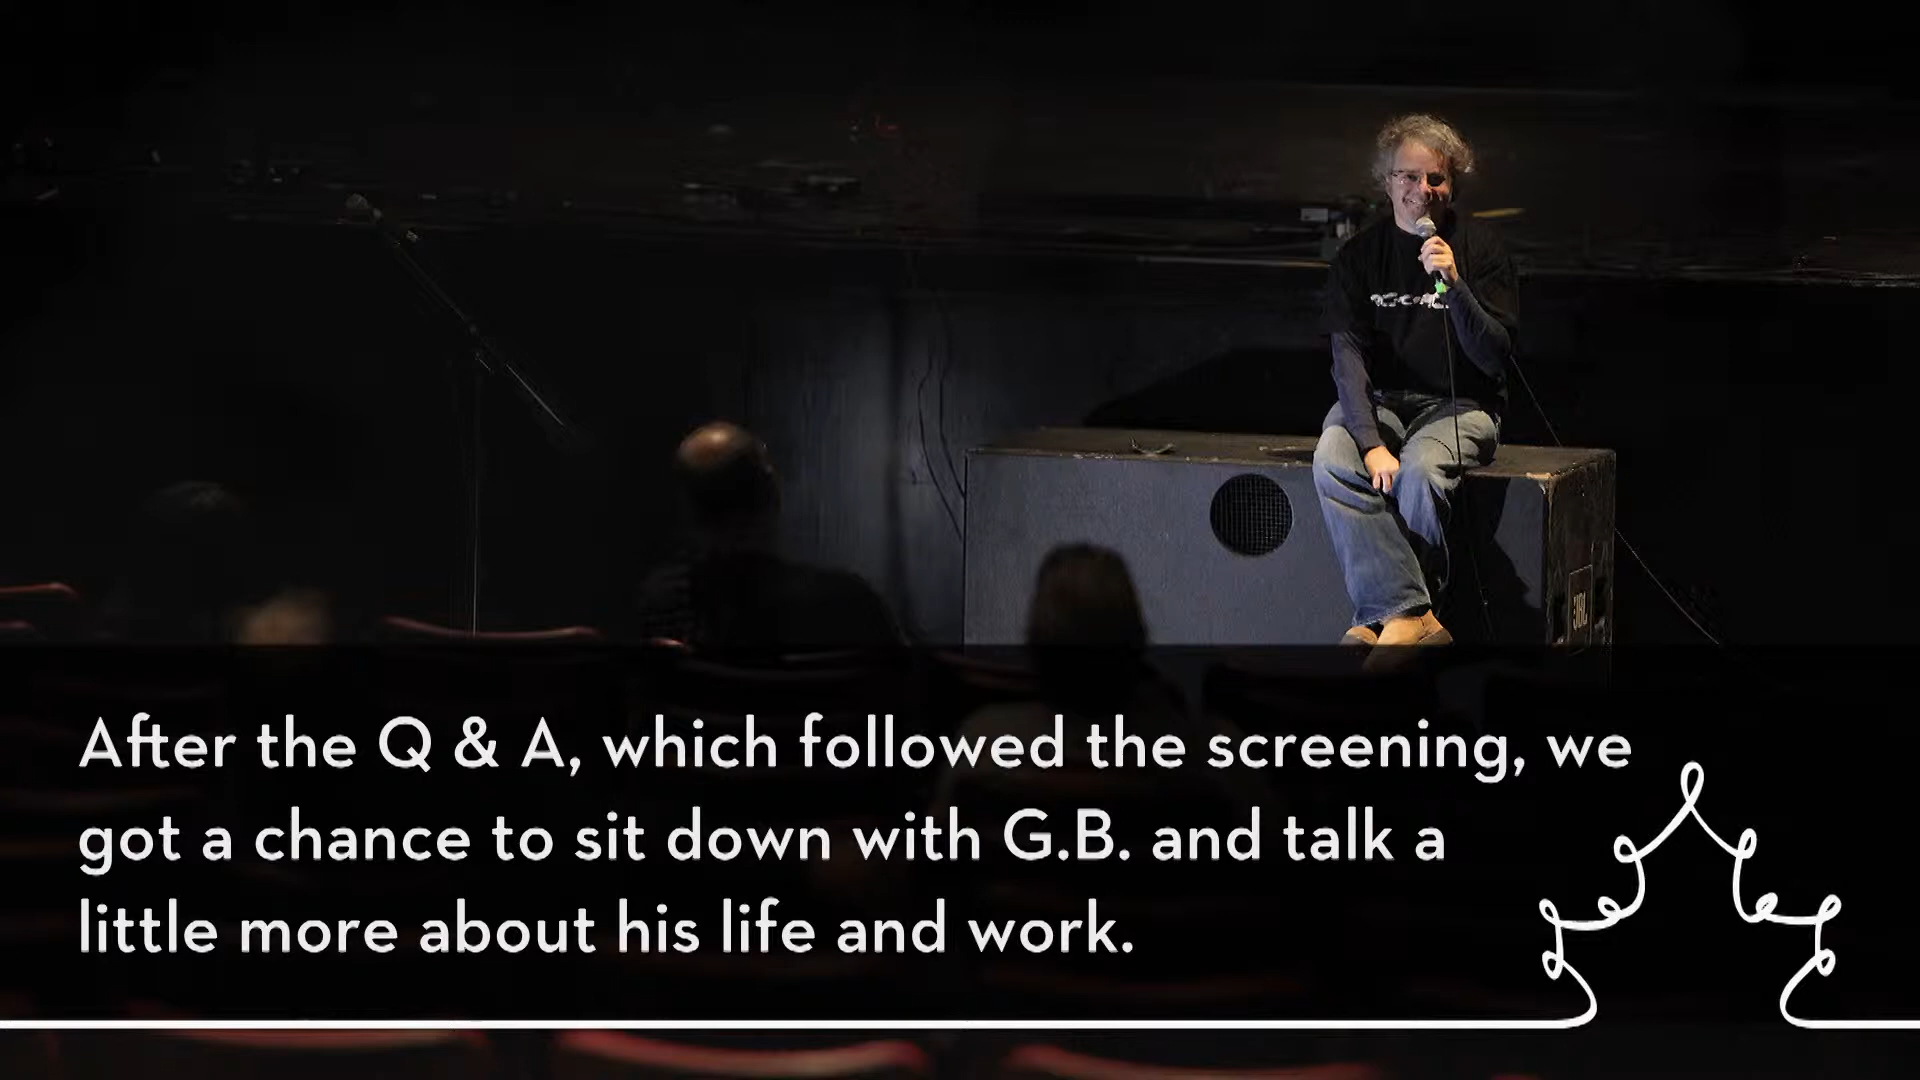 JBL
After the Q & A, which followed the screening, we
got a chance to sit down with G.B. and talk a
little more about his life and work.